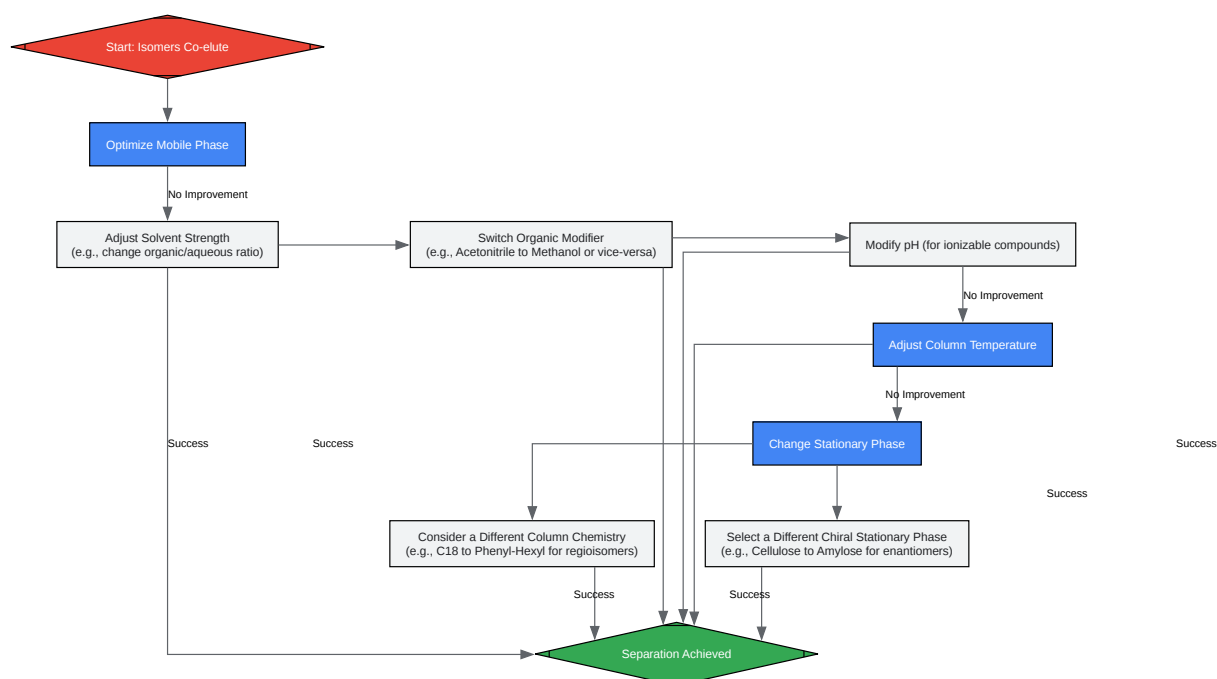 Start: Isomers Co-elute
Optimize Mobile Phase
No Improvement
Adjust Solvent Strength
(e.g., change organic/aqueous ratio)
Switch Organic Modifier
(e.g., Acetonitrile to Methanol or vice-versa)
Modify pH (for ionizable compounds)
No Improvement
Adjust Column Temperature
No Improvement
Success
Success
Change Stationary Phase
Success
Success
Consider a Different Column Chemistry
(e.g., C18 to Phenyl-Hexyl for regioisomers)
Select a Different Chiral Stationary Phase
(e.g., Cellulose to Amylose for enantiomers)
Success
Success
Separation Achieved